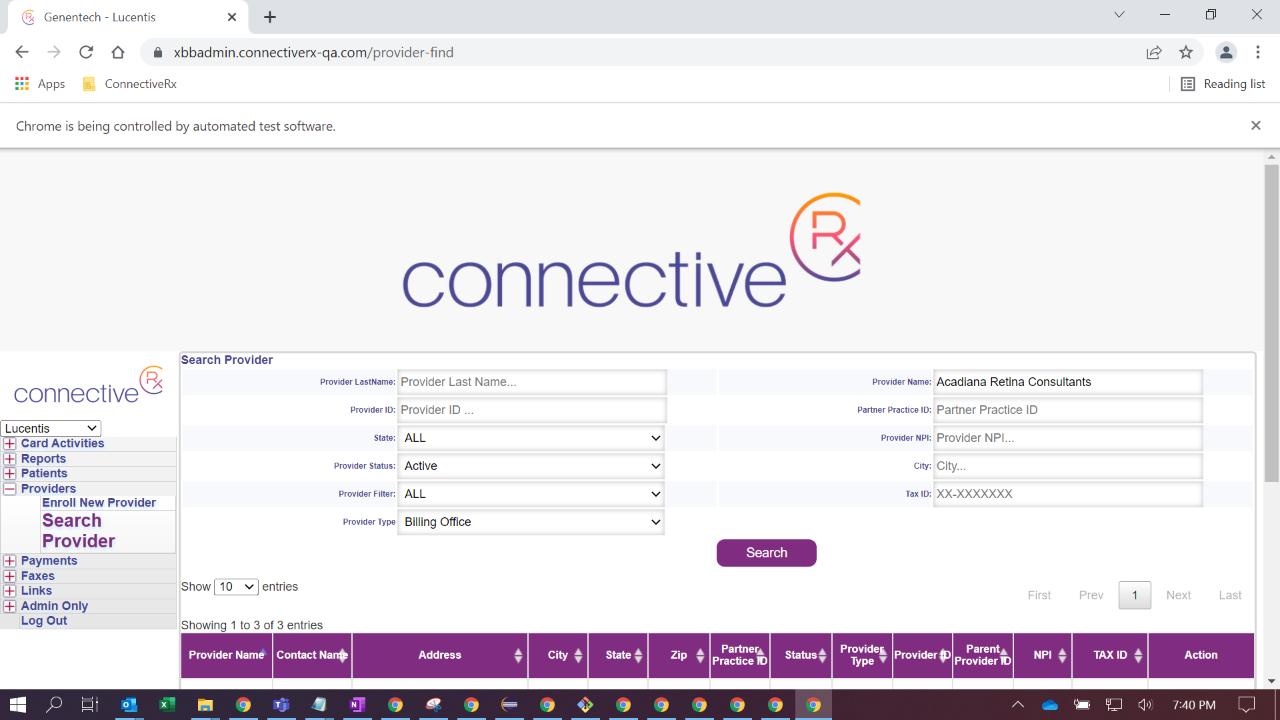 Genentech - Lucentis
xbbadmin.connectiverx-qa.com/provider-find
Apps ConnectiveRx Reading list
Chrome is being controlled by automated test software.
connective Rx
connective Rx
Lucentis
Card Activities
Reports
Patients
Providers
Enroll New Provider
Search
Provider
Payments
Faxes
Links
Admin Only
Log Out
Search Provider
Provider LastName: Provider Last Name... Provider Name: Acadiana Retina Consultants
Provider ID: Provider ID ... Partner Practice ID: Partner Practice ID
State: ALL Provider NPI: Provider NPI...
Provider Status: Active City: City...
Provider Filter: ALL Tax ID: XX-XXXXXXX
Provider Type Billing Office
Search
Show 10 entries First Prev 1 Next Last
Showing 1 to 3 of 3 entries
Provider Name Contact Name Address City State Zip Partner Practice ID Status Provider Type Provider ID Parent Provider ID NPI TAX ID Action
7:40 PM